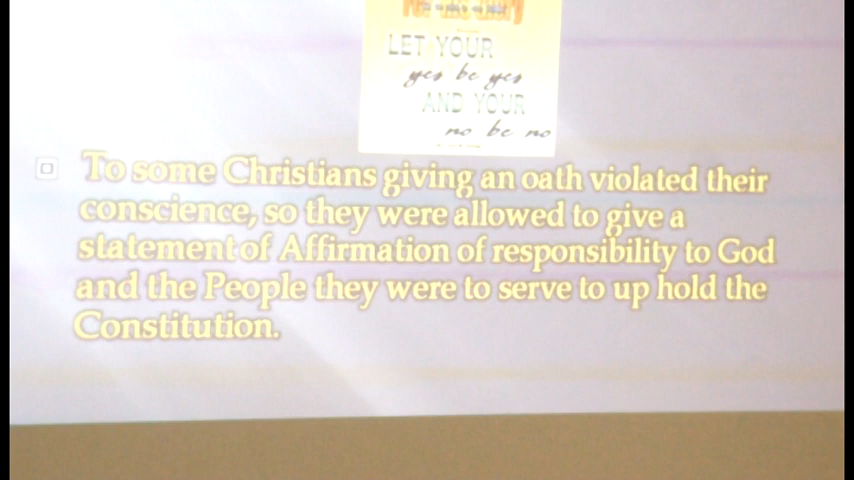 LET YOUR
yes be yes
AND YOUR
no be no
To some Christians giving an oath violated their
conscience, so they were allowed to give a
statement of Affirmation of responsibility to God
and the People they were to serve to up hold the
Constitution.